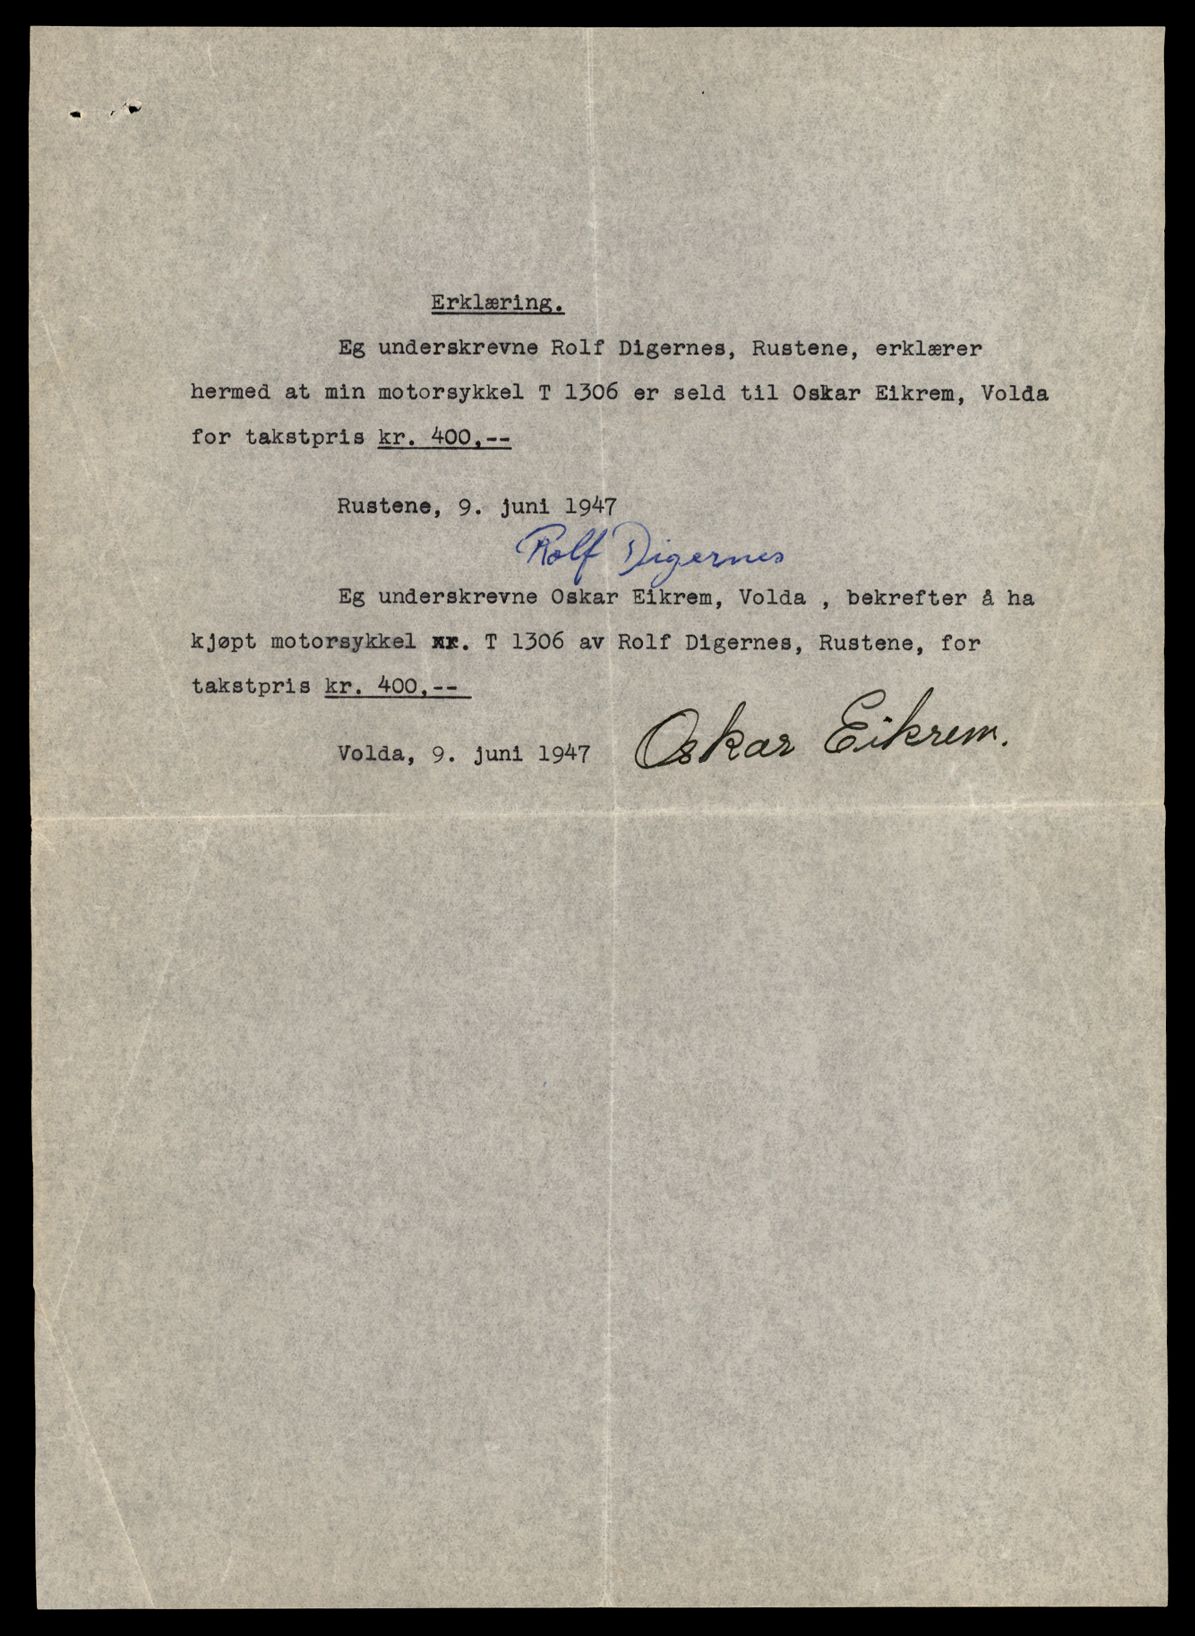 Erklæring.
Eg underskrevne Rolf Digernes, Rustene, erklærer
hermed at min motorsykkel T 1306 er seld til Oskar Eikrem, Volda
for takstpris kr. 400,--
Rustene, 9. juni 1947
Rolf Digernes
Eg underskrevne Oskar Eikrem, Volda , bekrefter å ha
kjøpt motorsykkel nr. T 1306 av Rolf Digernes, Rustene, for
takstpris kr. 400,--
Volda, 9. juni 1947 Oskar Eikrem.